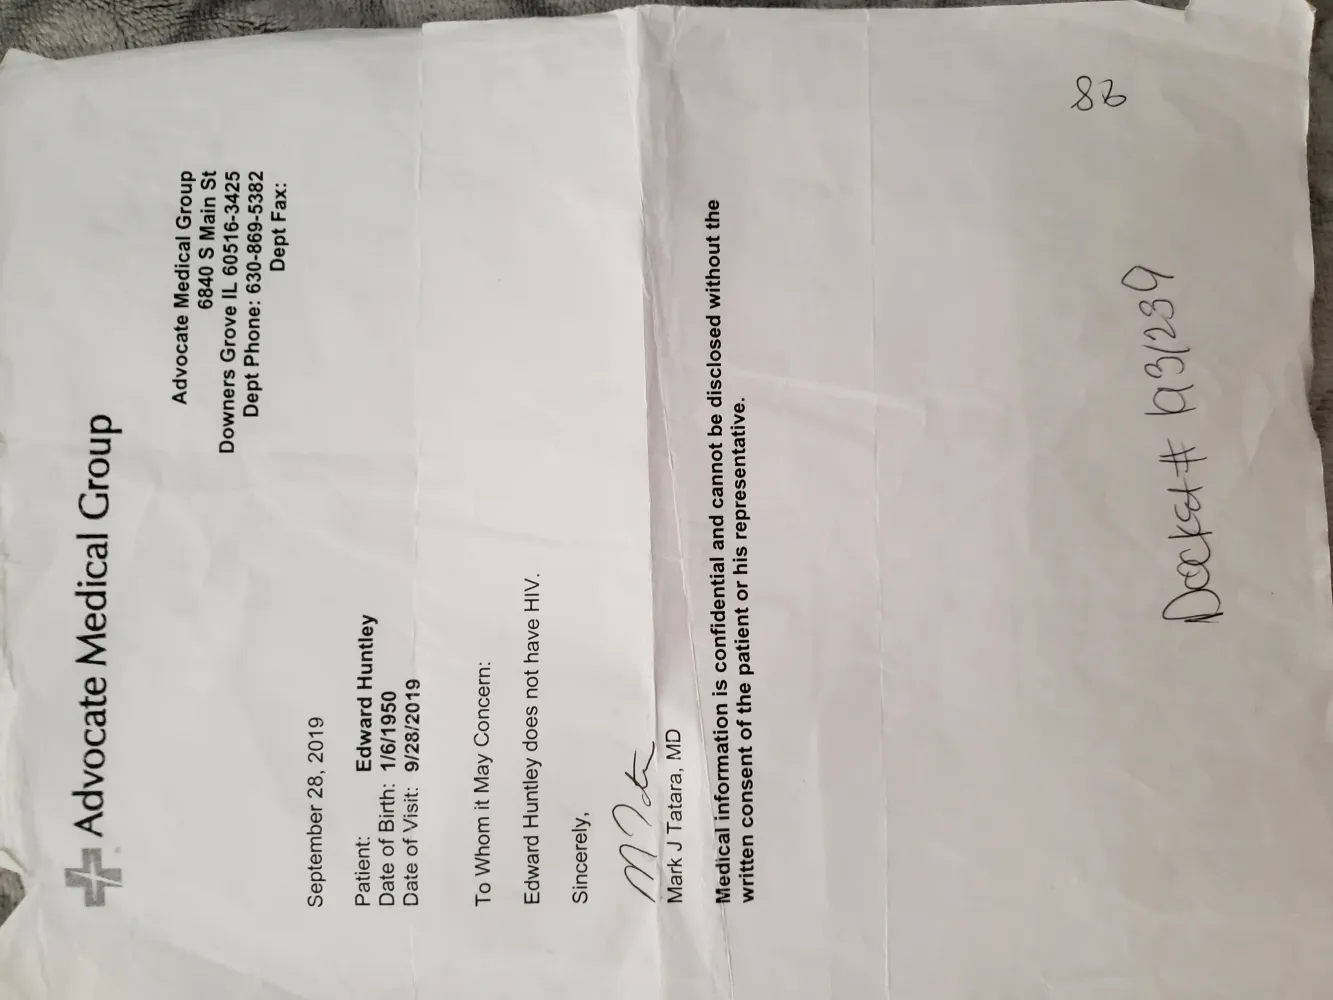 Advocate Medical Group
Advocate Medical Group
6840 S Main St
Downers Grove IL 60516-3425
Dept Phone: 630-869-5382
Dept Fax:
September 28, 2019
Patient: Edward Huntley
Date of Birth: 1/6/1950
Date of Visit: 9/28/2019
To Whom it May Concern:
Edward Huntley does not have HIV.
Sincerely,
Mark J Tatara, MD
Medical information is confidential and cannot be disclosed without the
written consent of the patient or his representative.
Docket#